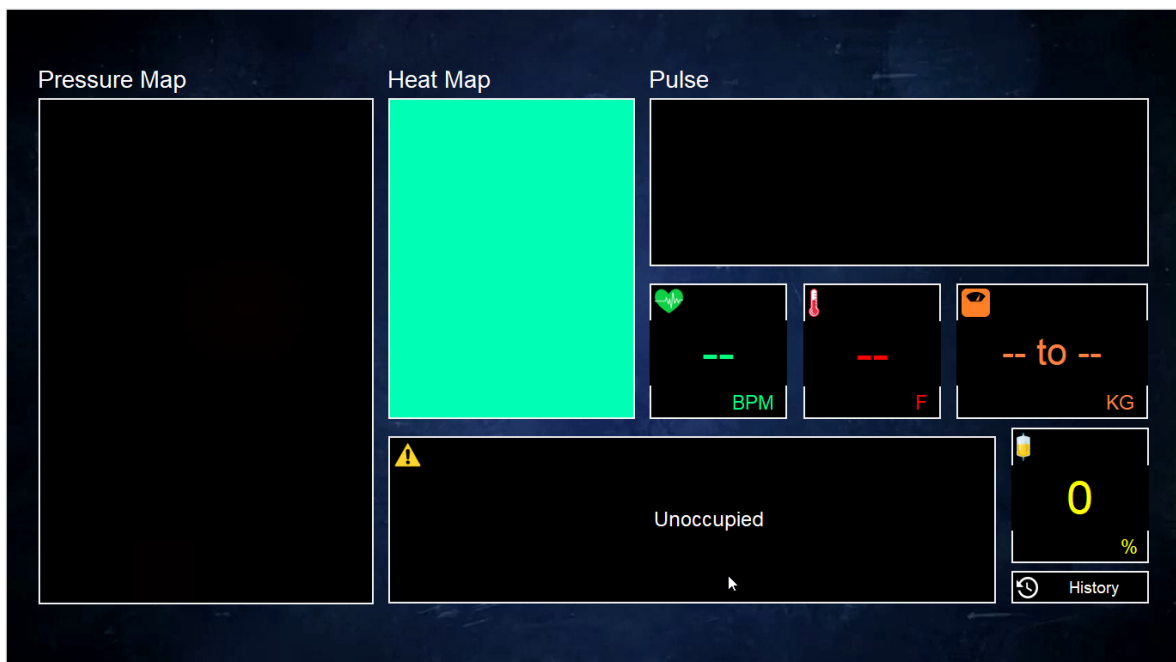 Pressure Map
Heat Map
Pulse
--
BPM
--
F
-- to --
KG
Unoccupied
0
%
History